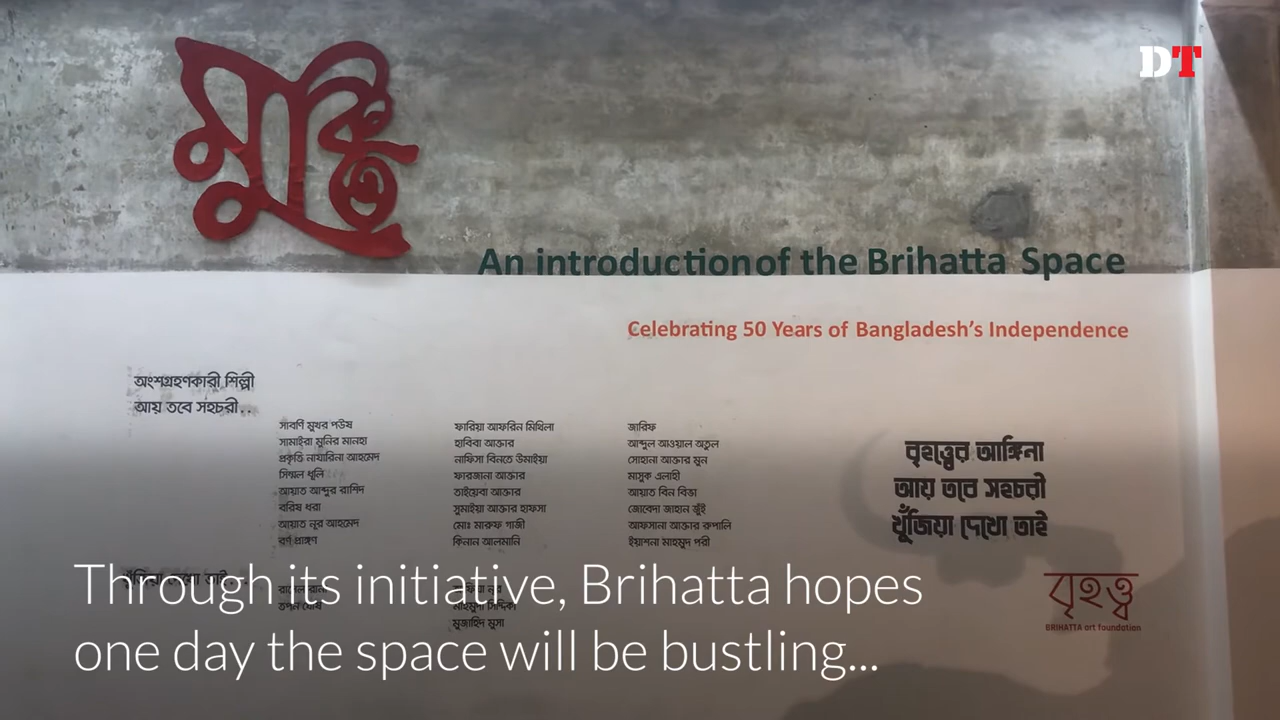 মুক্তি
DT
An introduction of the Brihatta Space
Celebrating 50 Years of Bangladesh's Independence
অংশগ্রহণকারী শিল্পী
আয় তবে সহচরী..
সাবর্ণি মুখর পউষ
সামাইরা মুনির মানহা
প্রকৃতি নাযারিনা আহমেদ
সিম্মল ধূলি
আয়াত আব্দুর রাশিদ
বরিষ ধরা
আয়াত নূর আহমেদ
বর্ণ প্রাঙ্গণ
ফারিয়া আফরিন মিথিলা
হাবিবা আক্তার
নাফিসা বিনতে উমাইয়া
ফারজানা আক্তার
তাইয়েবা আক্তার
সুমাইয়া আক্তার হাফসা
মোঃ মারুফ গাজী
কিনান আলমানি
জারিফ
আব্দুল আওয়াল অতুল
সোহানা আক্তার মুন
মাসুক এলাহী
আয়াত বিন বিভা
জোবেদা জাহান জুঁই
আফসানা আক্তার রুপালি
ইয়াশনা মাহমুদ পরী
বৃহত্ত্বের আঙ্গিনা
আয় তবে সহচরী
খুঁজিয়া দেখো তাই
তপন ঘোষ
মুজাহিদ মুসা
বৃহত্ত্ব
BRIHATTA art foundation
Through its initiative, Brihatta hopes
one day the space will be bustling...